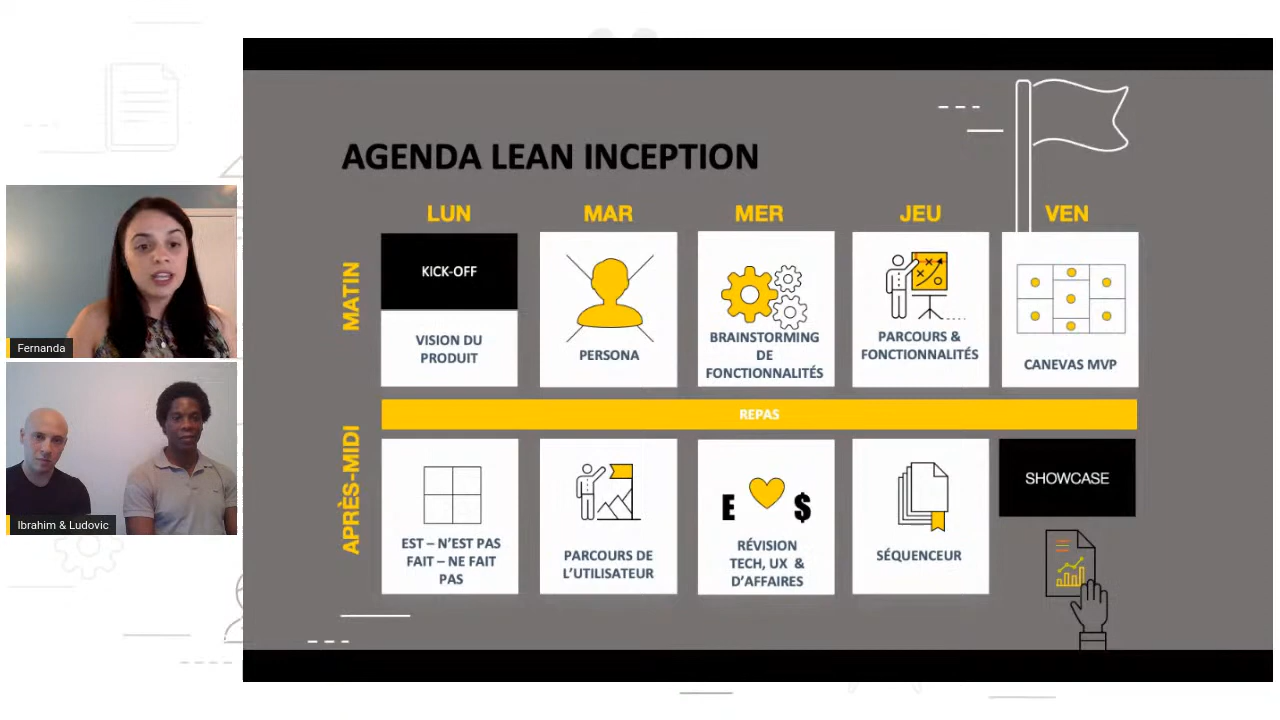 AGENDA LEAN INCEPTION
LUN
MAR
MER
JEU
VEN
MATIN
KICK-OFF
VISION DU
PRODUIT
PERSONA
BRAINSTORMING
DE
FONCTIONNALITÉS
PARCOURS &
FONCTIONNALITÉS
CANEVAS MVP
REPAS
APRÈS-MIDI
EST – N'EST PAS
FAIT – NE FAIT
PAS
PARCOURS DE
L'UTILISATEUR
E $
RÉVISION
TECH, UX &
D'AFFAIRES
SÉQUENCEUR
SHOWCASE
Fernanda
Ibrahim & Ludovic